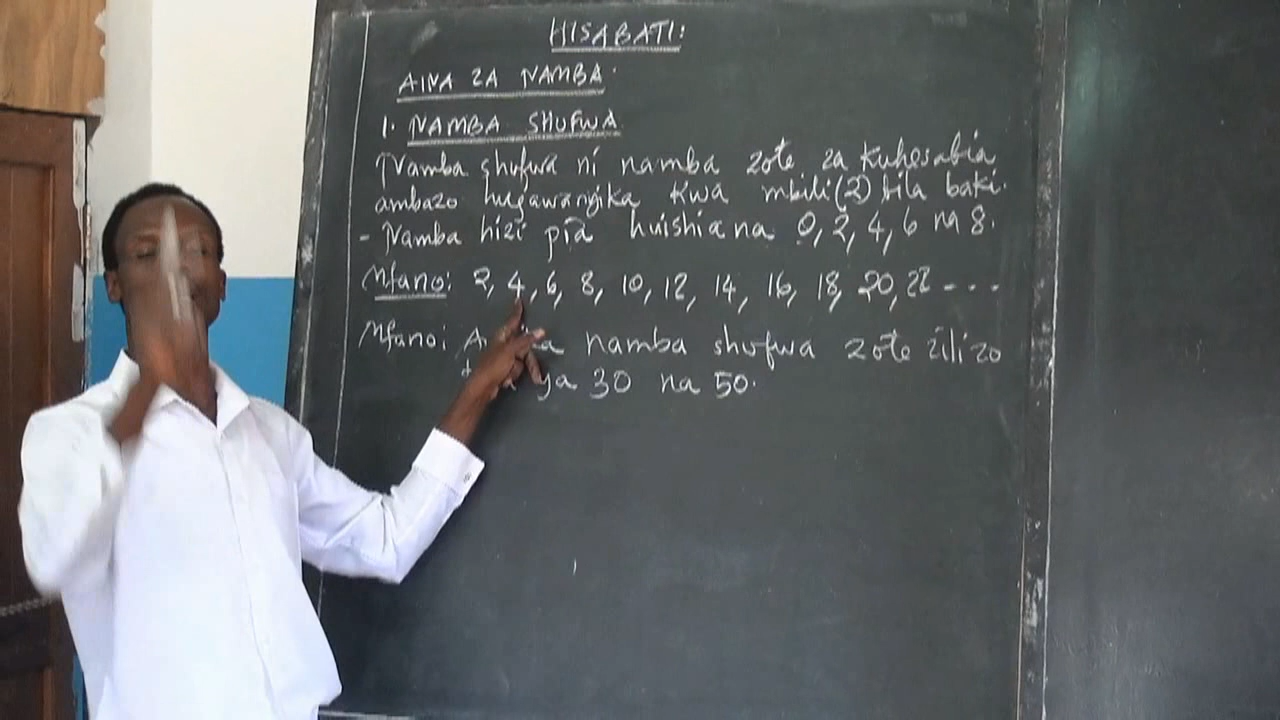 HISABATI:
AINA ZA NAMBA.
1. NAMBA SHUFWA
Namba shufwa ni namba zote za kuhesabia
ambazo hugawanyika kwa mbili (2) bila baki.
- Namba hizi pia huishia na 0, 2, 4, 6 na 8.
Mfano: 2, 4, 6, 8, 10, 12, 14, 16, 18, 20, 22 - - - -
Mfano: namba shufwa zote zilizo
ya 30 na 50.